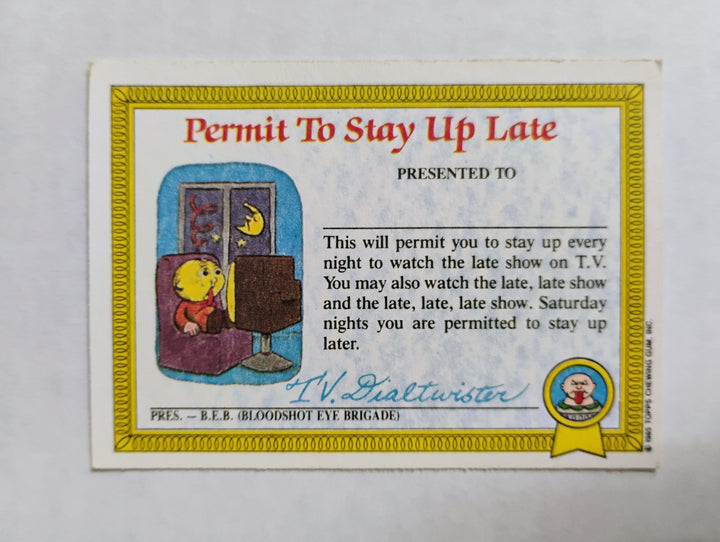 Permit To Stay Up Late
PRESENTED TO
This will permit you to stay up every
night to watch the late show on T.V.
You may also watch the late, late show
and the late, late, late show. Saturday
nights you are permitted to stay up
later.
T.V. Dialtwister
PRES. — B.E.B. (BLOODSHOT EYE BRIGADE)
© 1985 TOPPS CHEWING GUM, INC.